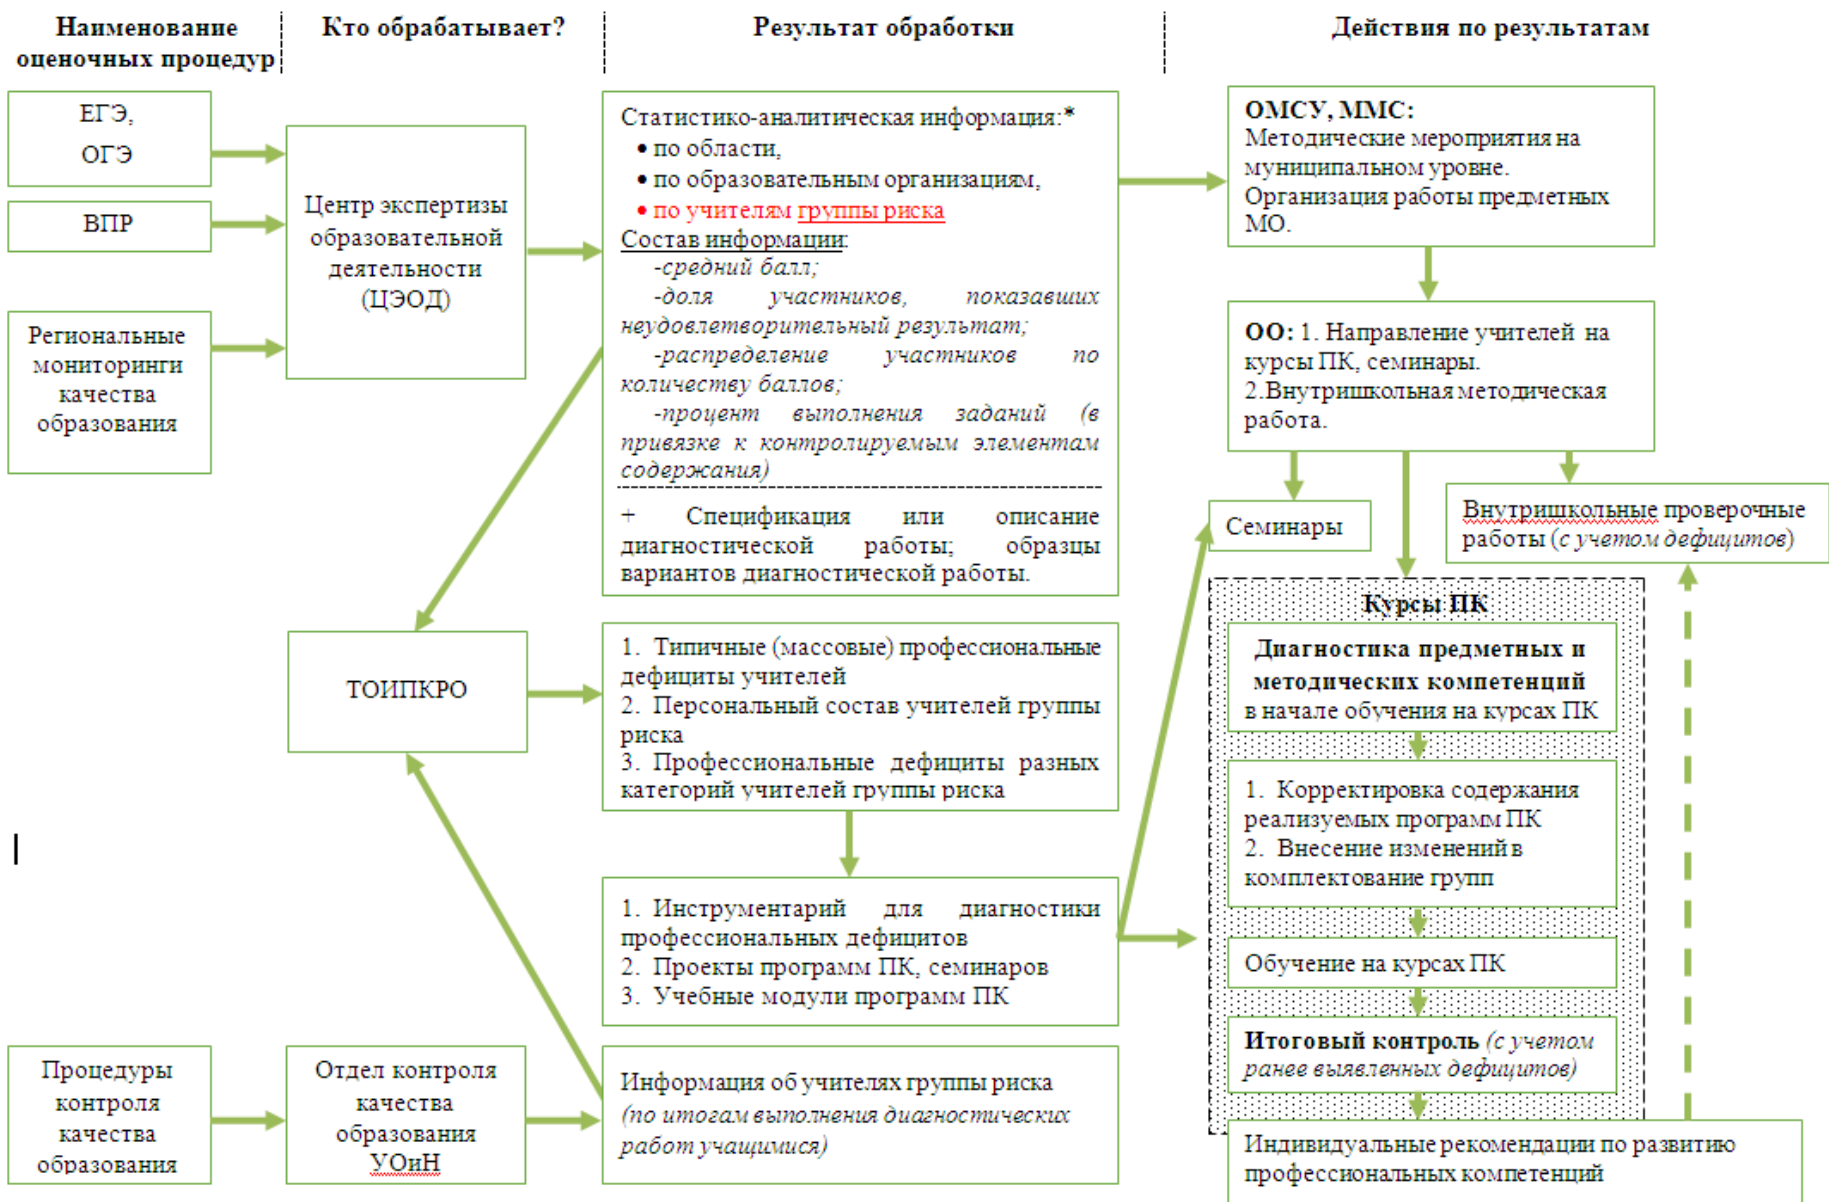 Наименование
оценочных процедур
Кто обрабатывает?
Результат обработки
Действия по результатам
ЕГЭ,
ОГЭ
ВПР
Региональные
мониторинги
качества
образования
Центр экспертизы
образовательной
деятельности
(ЦЭОД)
Статистико-аналитическая информация:*
• по области,
• по образовательным организациям,
• по учителям группы риска
Состав информации:
-средний балл;
-доля участников, показавших
неудовлетворительный результат;
-распределение участников по
количеству баллов;
-процент выполнения заданий (в
привязке к контролируемым элементам
содержания)
+ Спецификация или описание
диагностической работы; образцы
вариантов диагностической работы.
ОМСУ, ММС:
Методические мероприятия на
муниципальном уровне.
Организация работы предметных
МО.
ОО: 1. Направление учителей на
курсы ПК, семинары.
2.Внутришкольная методическая
работа.
Семинары
Внутришкольные проверочные
работы (с учетом дефицитов)
ТОИПКРО
1. Типичные (массовые) профессиональные
дефициты учителей
2. Персональный состав учителей группы
риска
3. Профессиональные дефициты разных
категорий учителей группы риска
1. Инструментарий для диагностики
профессиональных дефицитов
2. Проекты программ ПК, семинаров
3. Учебные модули программ ПК
Курсы ПК
Диагностика предметных и
методических компетенций
в начале обучения на курсах ПК
1. Корректировка содержания
реализуемых программ ПК
2. Внесение изменений в
комплектование групп
Обучение на курсах ПК
Итоговый контроль (с учетом
ранее выявленных дефицитов)
Индивидуальные рекомендации по развитию
профессиональных компетенций
Процедуры
контроля
качества
образования
Отдел контроля
качества
образования
УОиН
Информация об учителях группы риска
(по итогам выполнения диагностических
работ учащимися)